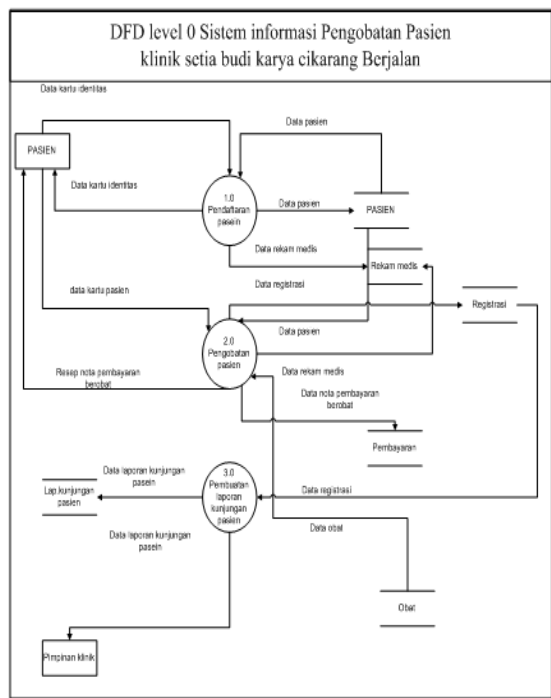 DFD level 0 Sistem informasi Pengobatan Pasien
klinik setia budi karya cikarang Berjalan
Data kartu identitas
Data pasien
PASIEN
Data kartu identitas
1.0
Pendaftaran
pasein
Data pasien
PASIEN
Data rekam medis
Rekam medis
Data registrasi
data kartu pasien
Registrasi
Data pasien
2.0
Pengobatan
pasien
Resep nota pembayaran
berobat
Data rekam medis
Data nota pembayaran
berobat
Pembayaran
Data laporan kunjungan
pasein
3.0
Pembuatan
laporan
kunjungan
pasien
Lap.kunjungan
pasien
Data registrasi
Data laporan kunjungan
pasein
Data obat
Obat
Pimpinan klinik